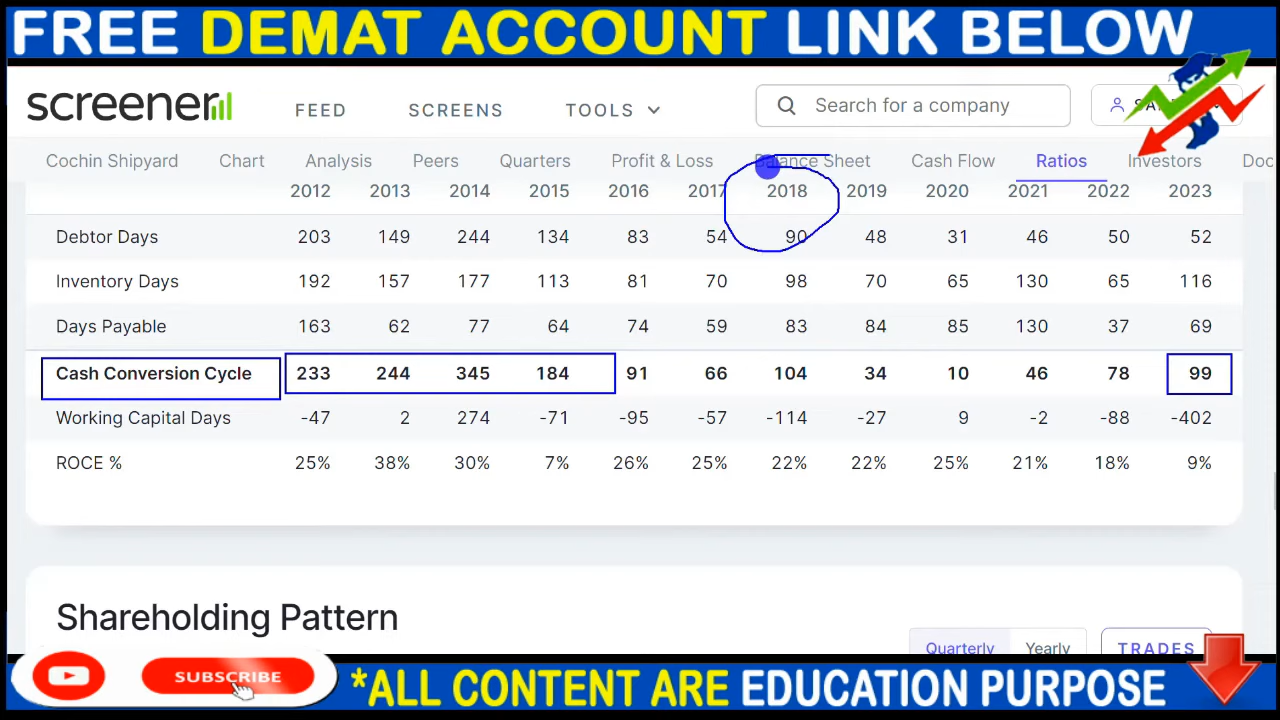 FREE DEMAT ACCOUNT LINK BELOW
screener FEED SCREENS TOOLS Search for a company
Cochin Shipyard Chart Analysis Peers Quarters Profit & Loss Balance Sheet Cash Flow Ratios Investors
2012 2013 2014 2015 2016 2017 2018 2019 2020 2021 2022 2023
Debtor Days 203 149 244 134 83 54 90 48 31 46 50 52
Inventory Days 192 157 177 113 81 70 98 70 65 130 65 116
Days Payable 163 62 77 64 74 59 83 84 85 130 37 69
Cash Conversion Cycle 233 244 345 184 91 66 104 34 10 46 78 99
Working Capital Days -47 2 274 -71 -95 -57 -114 -27 9 -2 -88 -402
ROCE % 25% 38% 30% 7% 26% 25% 22% 22% 25% 21% 18% 9%
Shareholding Pattern
Quarterly Yearly TRADES
SUBSCRIBE *ALL CONTENT ARE EDUCATION PURPOSE